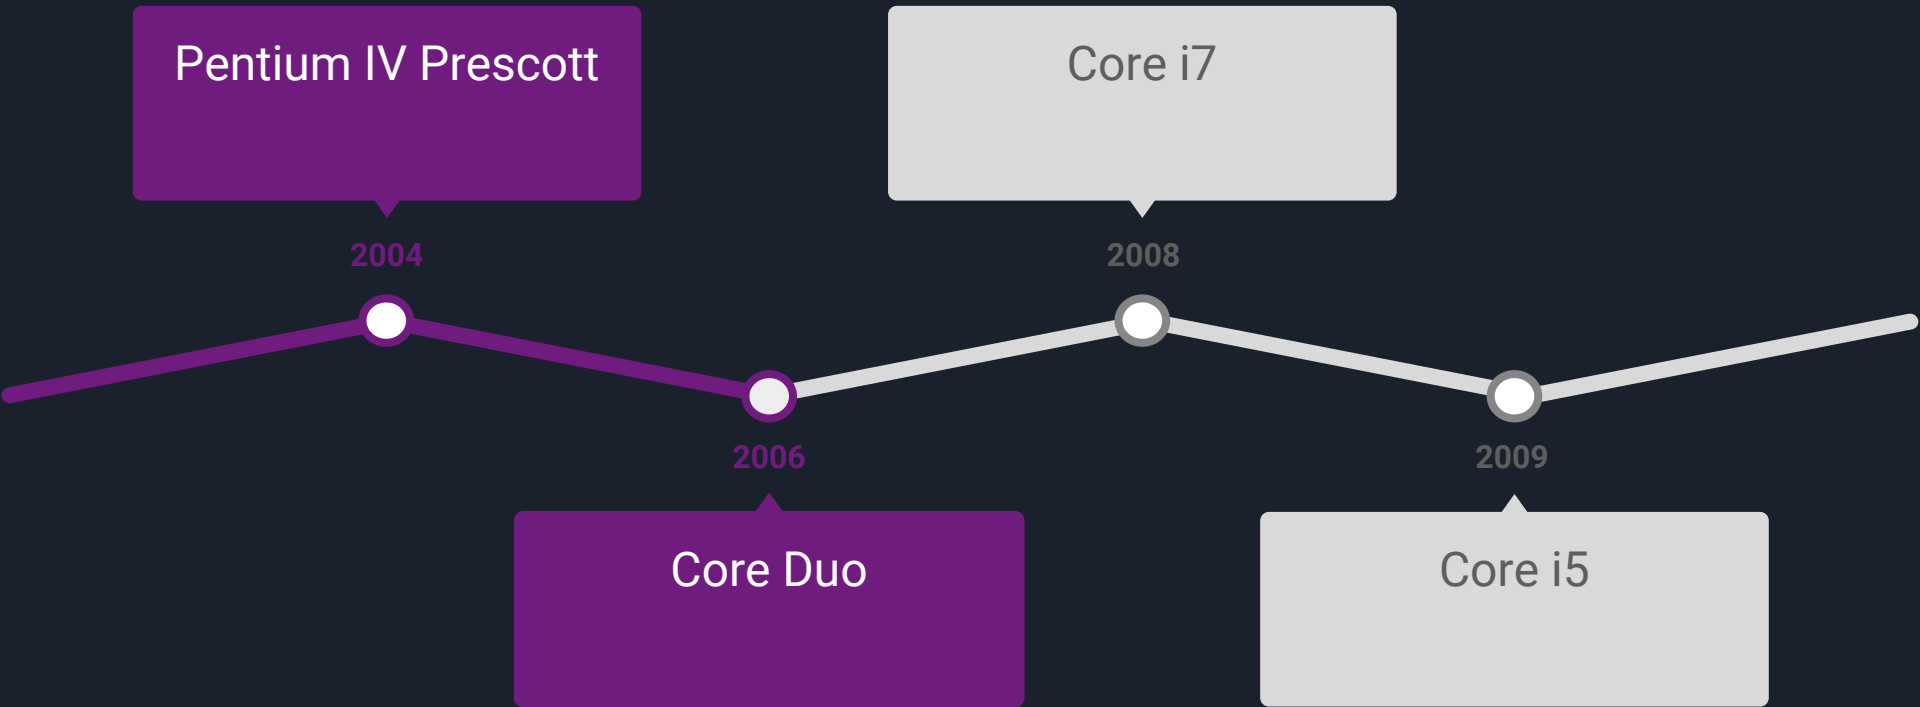 Pentium IV Prescott
2004
2006
Core Duo
Core i7
2008
2009
Core i5